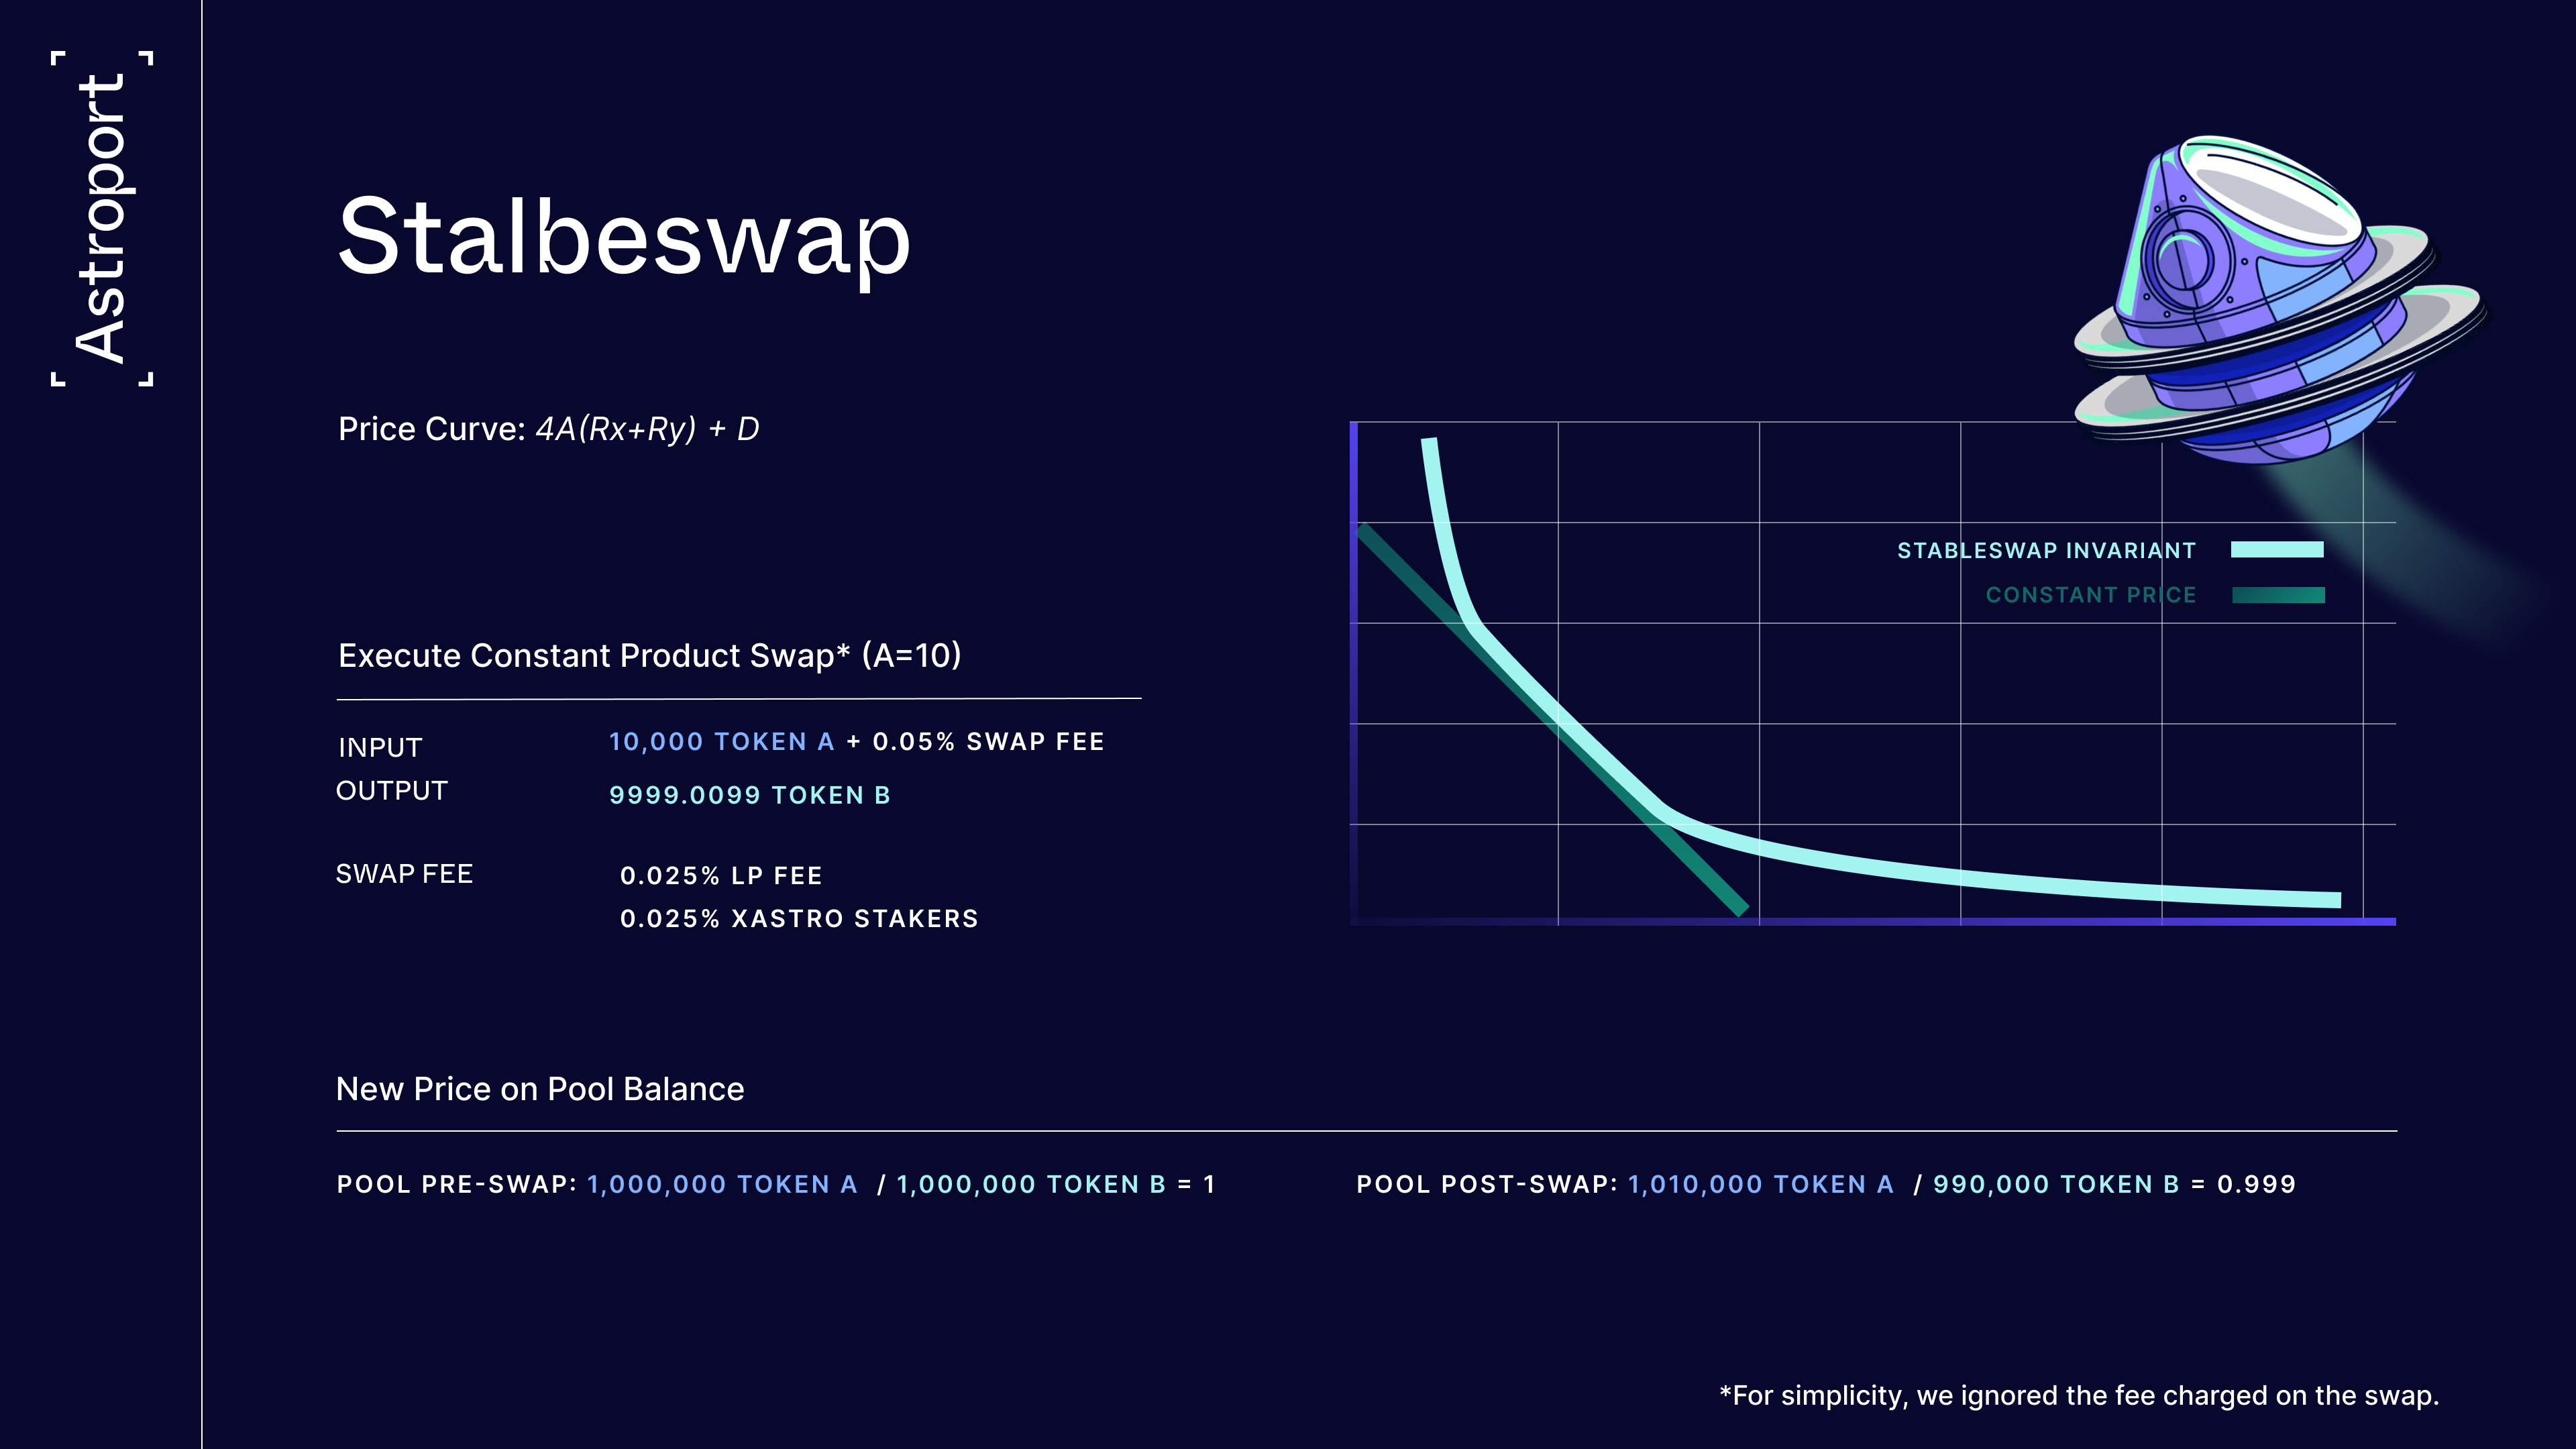 Astroport
Stalbeswap
Price Curve: 4A(Rx+Ry) + D
STABLESWAP INVARIANT
CONSTANT PRICE
Execute Constant Product Swap* (A=10)
INPUT 10,000 TOKEN A + 0.05% SWAP FEE
OUTPUT 9999.0099 TOKEN B
SWAP FEE 0.025% LP FEE
0.025% XASTRO STAKERS
New Price on Pool Balance
POOL PRE-SWAP: 1,000,000 TOKEN A / 1,000,000 TOKEN B = 1
POOL POST-SWAP: 1,010,000 TOKEN A / 990,000 TOKEN B = 0.999
*For simplicity, we ignored the fee charged on the swap.